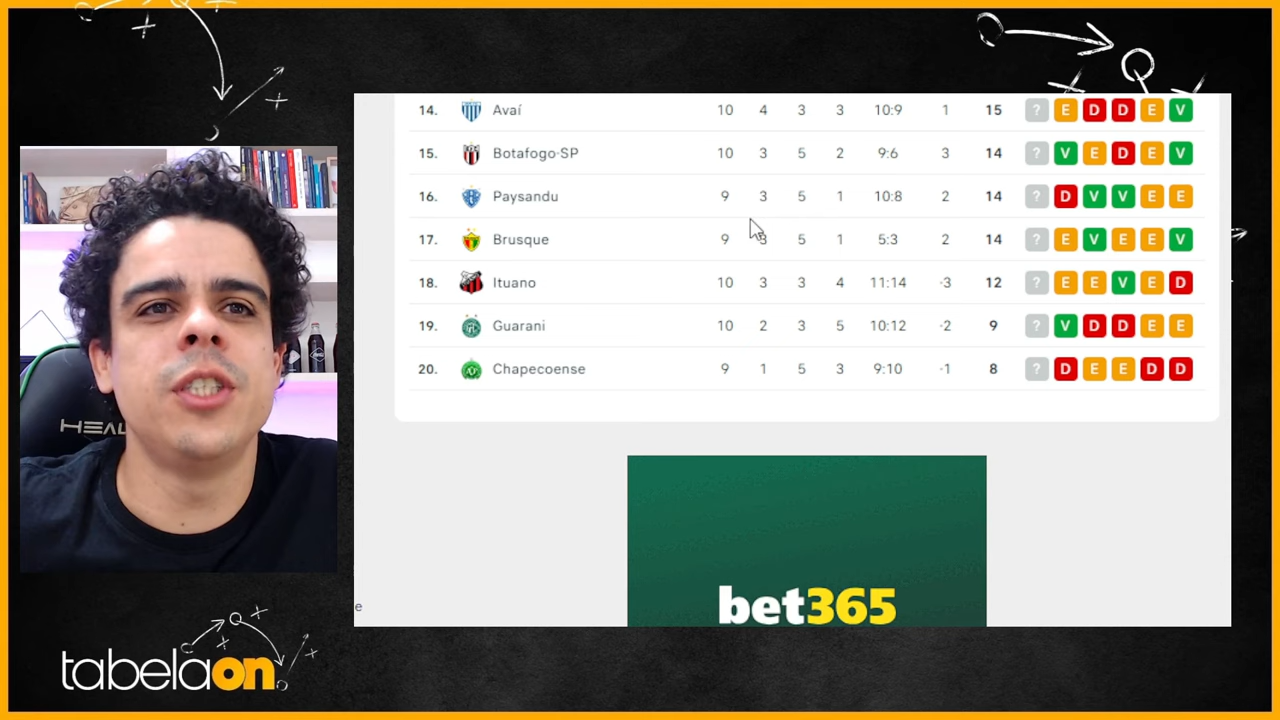 14. Avaí 10 4 3 3 10:9 1 15 ? E D D E V
15. Botafogo-SP 10 3 5 2 9:6 3 14 ? V E D E V
16. Paysandu 9 3 5 1 10:8 2 14 ? D V V E E
17. Brusque 9 3 5 1 5:3 2 14 ? E V E E V
18. Ituano 10 3 3 4 11:14 -3 12 ? E E V E D
19. Guarani 10 2 3 5 10:12 -2 9 ? V D D E E
20. Chapecoense 9 1 5 3 9:10 -1 8 ? D E E D D
HEAL
bet365
e
tabelaon